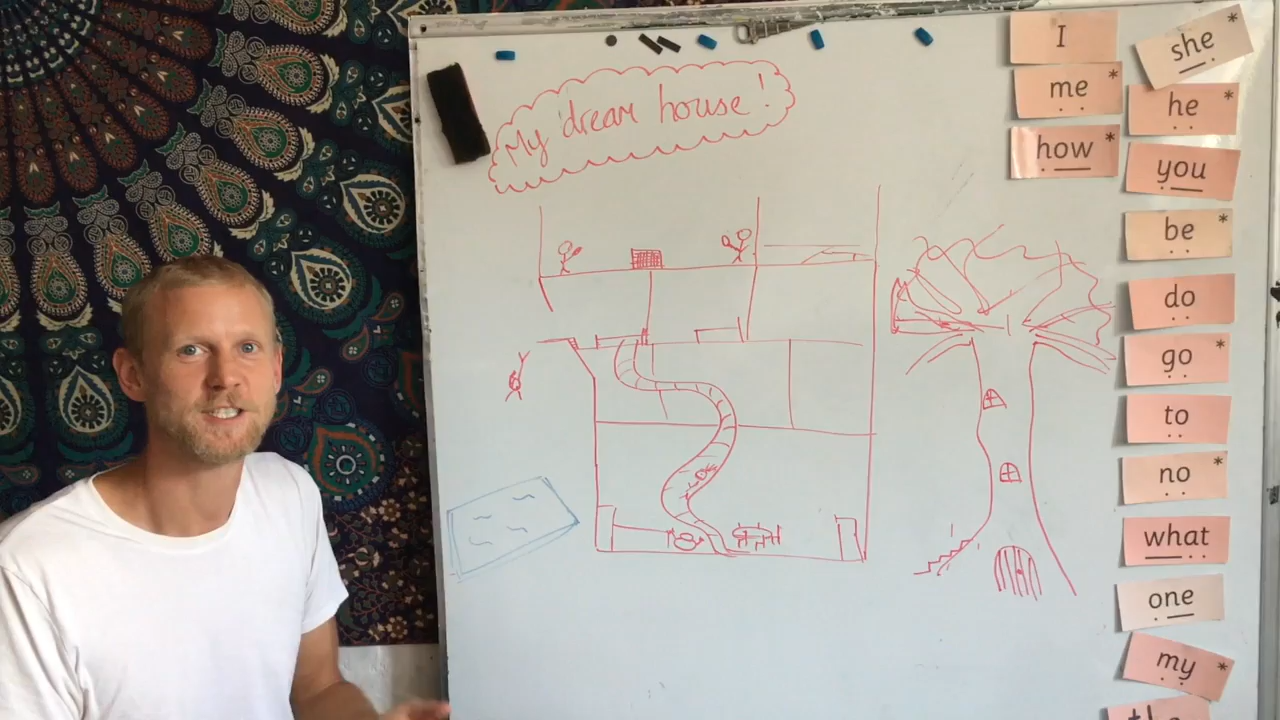 My dream house!
I
me *
how *
she *
he *
you
be *
do
go *
to
no *
what
one
my *